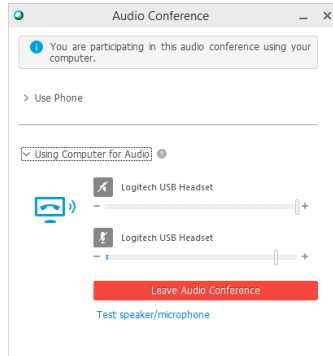 Audio Conference
You are participating in this audio conference using your
computer.
Use Phone
Using Computer for Audio
Logitech USB Headset
Logitech USB Headset
Leave Audio Conference
Test speaker/microphone